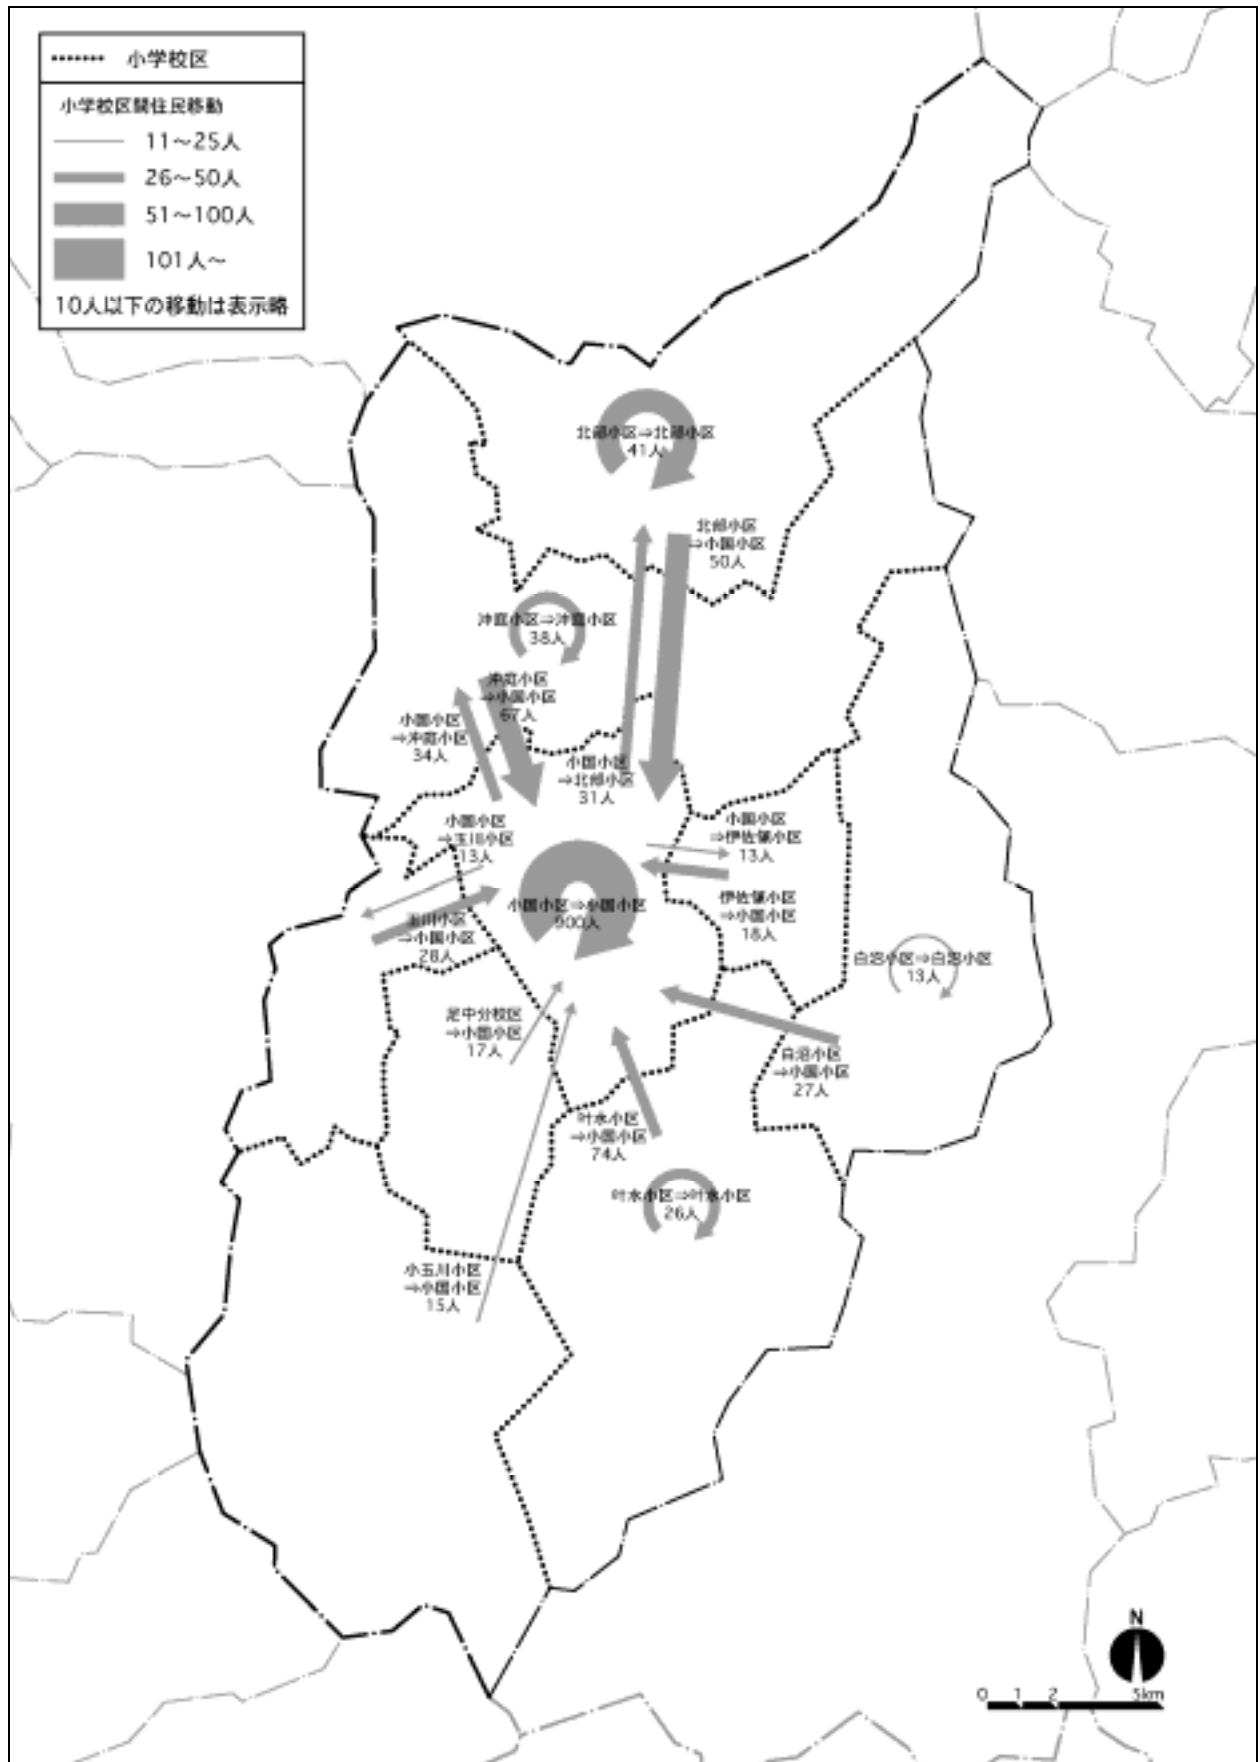 小学校区
小学校区間住民移動
11～25人
26～50人
51～100人
101人～
10人以下の移動は表示略
北部小区⇒北部小区
41人
北部小区
⇒小国小区
50人
沖庭小区⇒沖庭小区
38人
沖庭小区
⇒小国小区
67人
小国小区
⇒沖庭小区
34人
小国小区
⇒北部小区
31人
小国小区
⇒玉川小区
13人
小国小区
⇒伊佐領小区
13人
小国小区⇒小国小区
900人
伊佐領小区
⇒小国小区
18人
玉川小区
⇒小国小区
28人
白沼小区⇒白沼小区
13人
足中分校区
⇒小国小区
17人
白沼小区
⇒小国小区
27人
叶水小区
⇒小国小区
74人
叶水小区⇒叶水小区
26人
小玉川小区
⇒小国小区
15人
N
0 1 2 5km